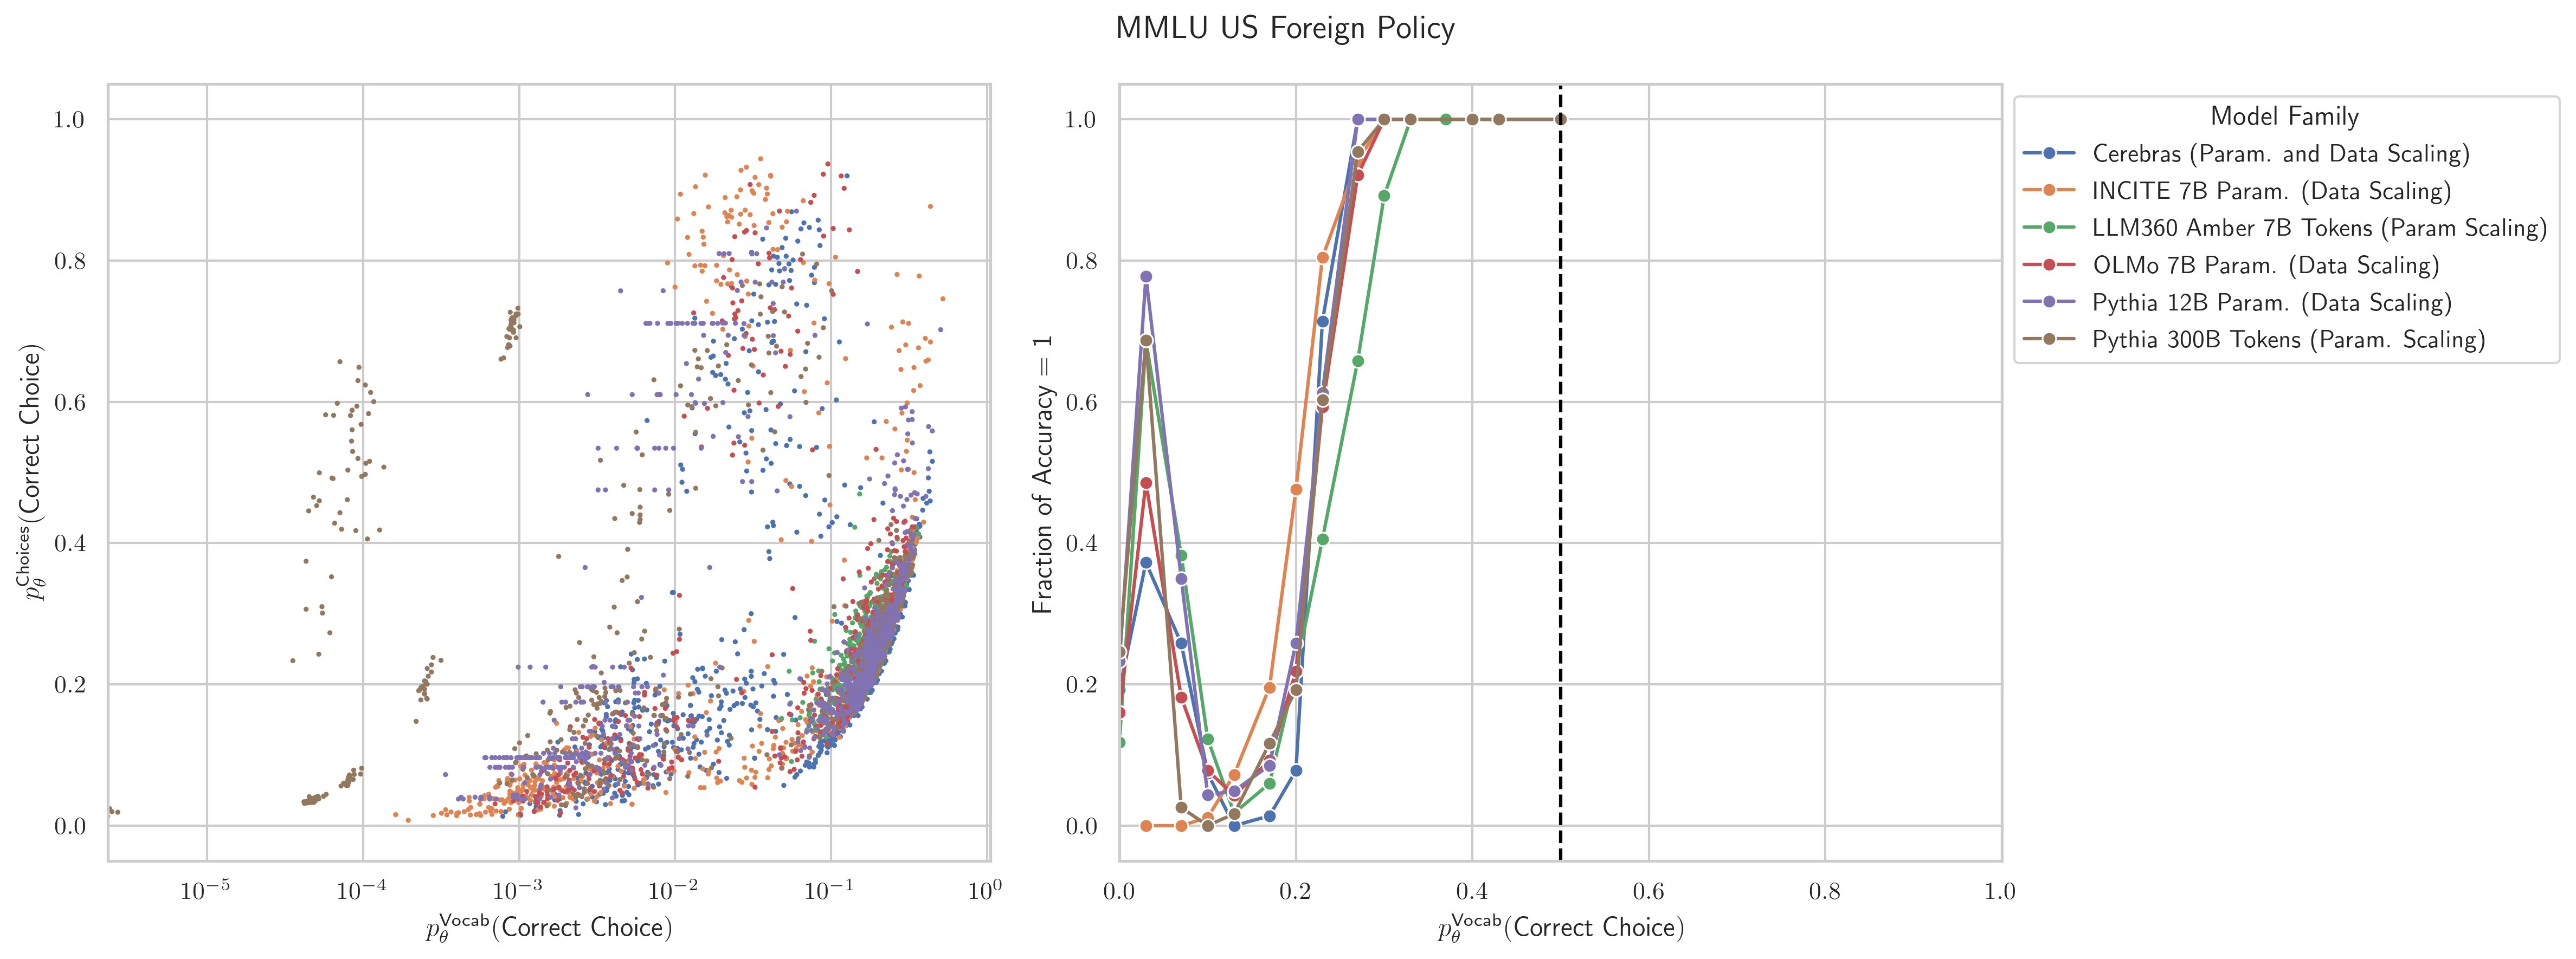 MMLU US Foreign Policy
1.0
0.8
0.6
0.4
0.2
0.0
p_θ^Choices(Correct Choice)
10^−5 10^−4 10^−3 10^−2 10^−1 10^0
p_θ^Vocab(Correct Choice)
1.0
0.8
0.6
0.4
0.2
0.0
Fraction of Accuracy = 1
0.0 0.2 0.4 0.6 0.8 1.0
p_θ^Vocab(Correct Choice)
Model Family
Cerebras (Param. and Data Scaling)
INCITE 7B Param. (Data Scaling)
LLM360 Amber 7B Tokens (Param Scaling)
OLMo 7B Param. (Data Scaling)
Pythia 12B Param. (Data Scaling)
Pythia 300B Tokens (Param. Scaling)